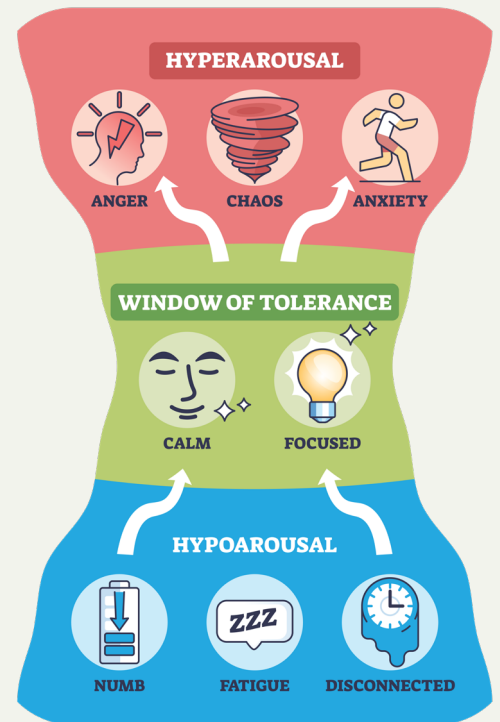 HYPERAROUSAL
ANGER
CHAOS
ANXIETY
WINDOW OF TOLERANCE
CALM
FOCUSED
HYPOAROUSAL
ZZZ
NUMB
FATIGUE
DISCONNECTED